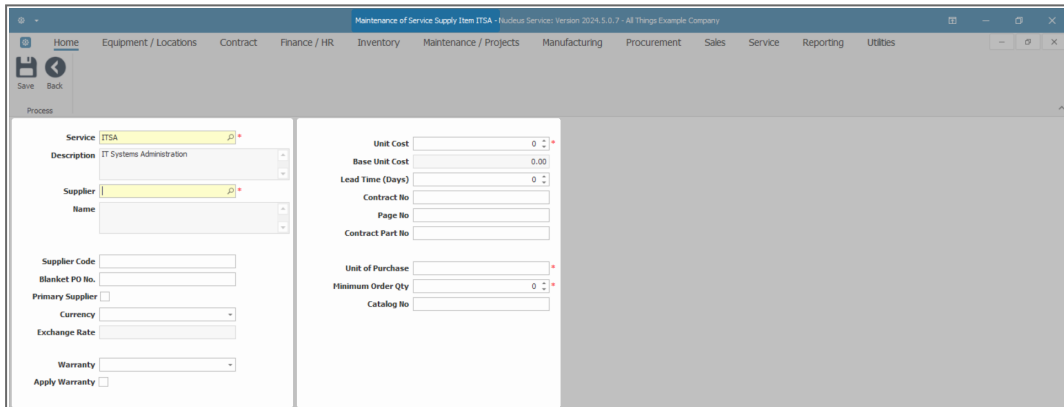 Maintenance of Service Supply Item ITSA - Nucleus Service: Version 2024.5.0.7 - All Things Example Company
Home Equipment / Locations Contract Finance / HR Inventory Maintenance / Projects Manufacturing Procurement Sales Service Reporting Utilities
Save Back
Process
Service ITSA *
Description IT Systems Administration
Supplier *
Name
Supplier Code
Blanket PO No.
Primary Supplier
Currency
Exchange Rate
Warranty
Apply Warranty
Unit Cost 0 *
Base Unit Cost 0.00
Lead Time (Days) 0
Contract No
Page No
Contract Part No
Unit of Purchase *
Minimum Order Qty 0 *
Catalog No